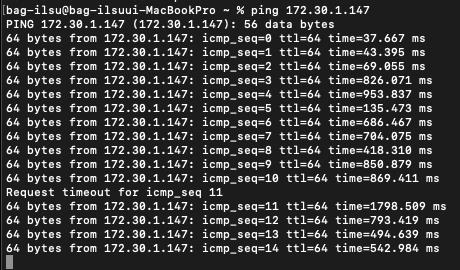 [bag-ilsu@bag-ilsuui-MacBookPro ~ % ping 172.30.1.147
PING 172.30.1.147 (172.30.1.147): 56 data bytes
64 bytes from 172.30.1.147: icmp_seq=0 ttl=64 time=37.667 ms
64 bytes from 172.30.1.147: icmp_seq=1 ttl=64 time=43.395 ms
64 bytes from 172.30.1.147: icmp_seq=2 ttl=64 time=69.055 ms
64 bytes from 172.30.1.147: icmp_seq=3 ttl=64 time=826.071 ms
64 bytes from 172.30.1.147: icmp_seq=4 ttl=64 time=953.837 ms
64 bytes from 172.30.1.147: icmp_seq=5 ttl=64 time=135.473 ms
64 bytes from 172.30.1.147: icmp_seq=6 ttl=64 time=686.467 ms
64 bytes from 172.30.1.147: icmp_seq=7 ttl=64 time=704.075 ms
64 bytes from 172.30.1.147: icmp_seq=8 ttl=64 time=418.310 ms
64 bytes from 172.30.1.147: icmp_seq=9 ttl=64 time=850.879 ms
64 bytes from 172.30.1.147: icmp_seq=10 ttl=64 time=869.411 ms
Request timeout for icmp_seq 11
64 bytes from 172.30.1.147: icmp_seq=11 ttl=64 time=1798.509 ms
64 bytes from 172.30.1.147: icmp_seq=12 ttl=64 time=793.419 ms
64 bytes from 172.30.1.147: icmp_seq=13 ttl=64 time=494.639 ms
64 bytes from 172.30.1.147: icmp_seq=14 ttl=64 time=542.984 ms